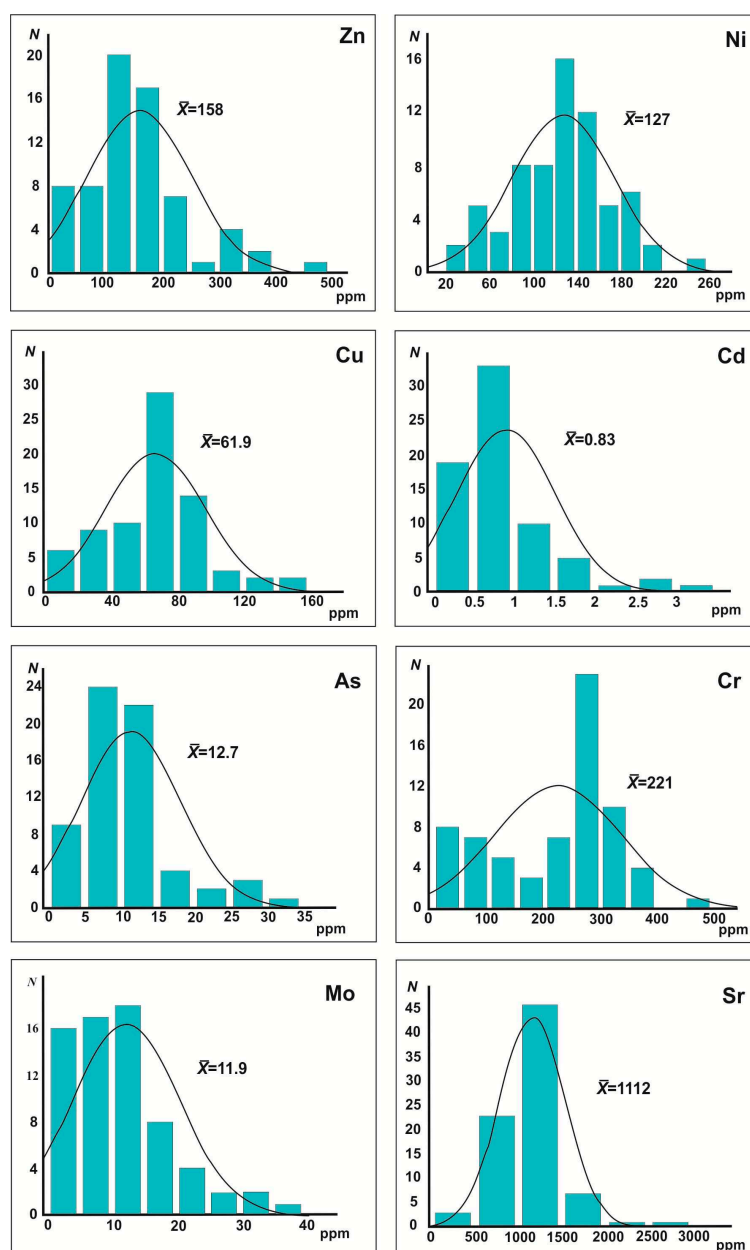 N
Zn
20
16
12
8
4
0
X̄=158
0 100 200 300 400 500
ppm
N
Ni
16
12
8
4
0
X̄=127
20 60 100 140 180 220 260
ppm
N
Cu
30
25
20
15
10
5
0
X̄=61.9
0 40 80 120 160
ppm
N
Cd
30
25
20
15
10
5
0
X̄=0.83
0 0.5 1 1.5 2 2.5 3
ppm
N
As
24
20
16
12
8
4
0
X̄=12.7
0 5 10 15 20 25 30 35
ppm
N
Cr
20
16
12
8
4
0
X̄=221
0 100 200 300 400 500
ppm
N
Mo
16
12
8
4
0
X̄=11.9
0 10 20 30 40
ppm
N
Sr
45
40
35
30
25
20
15
10
5
0
X̄=1112
0 500 1000 1500 2000 2500 3000
ppm